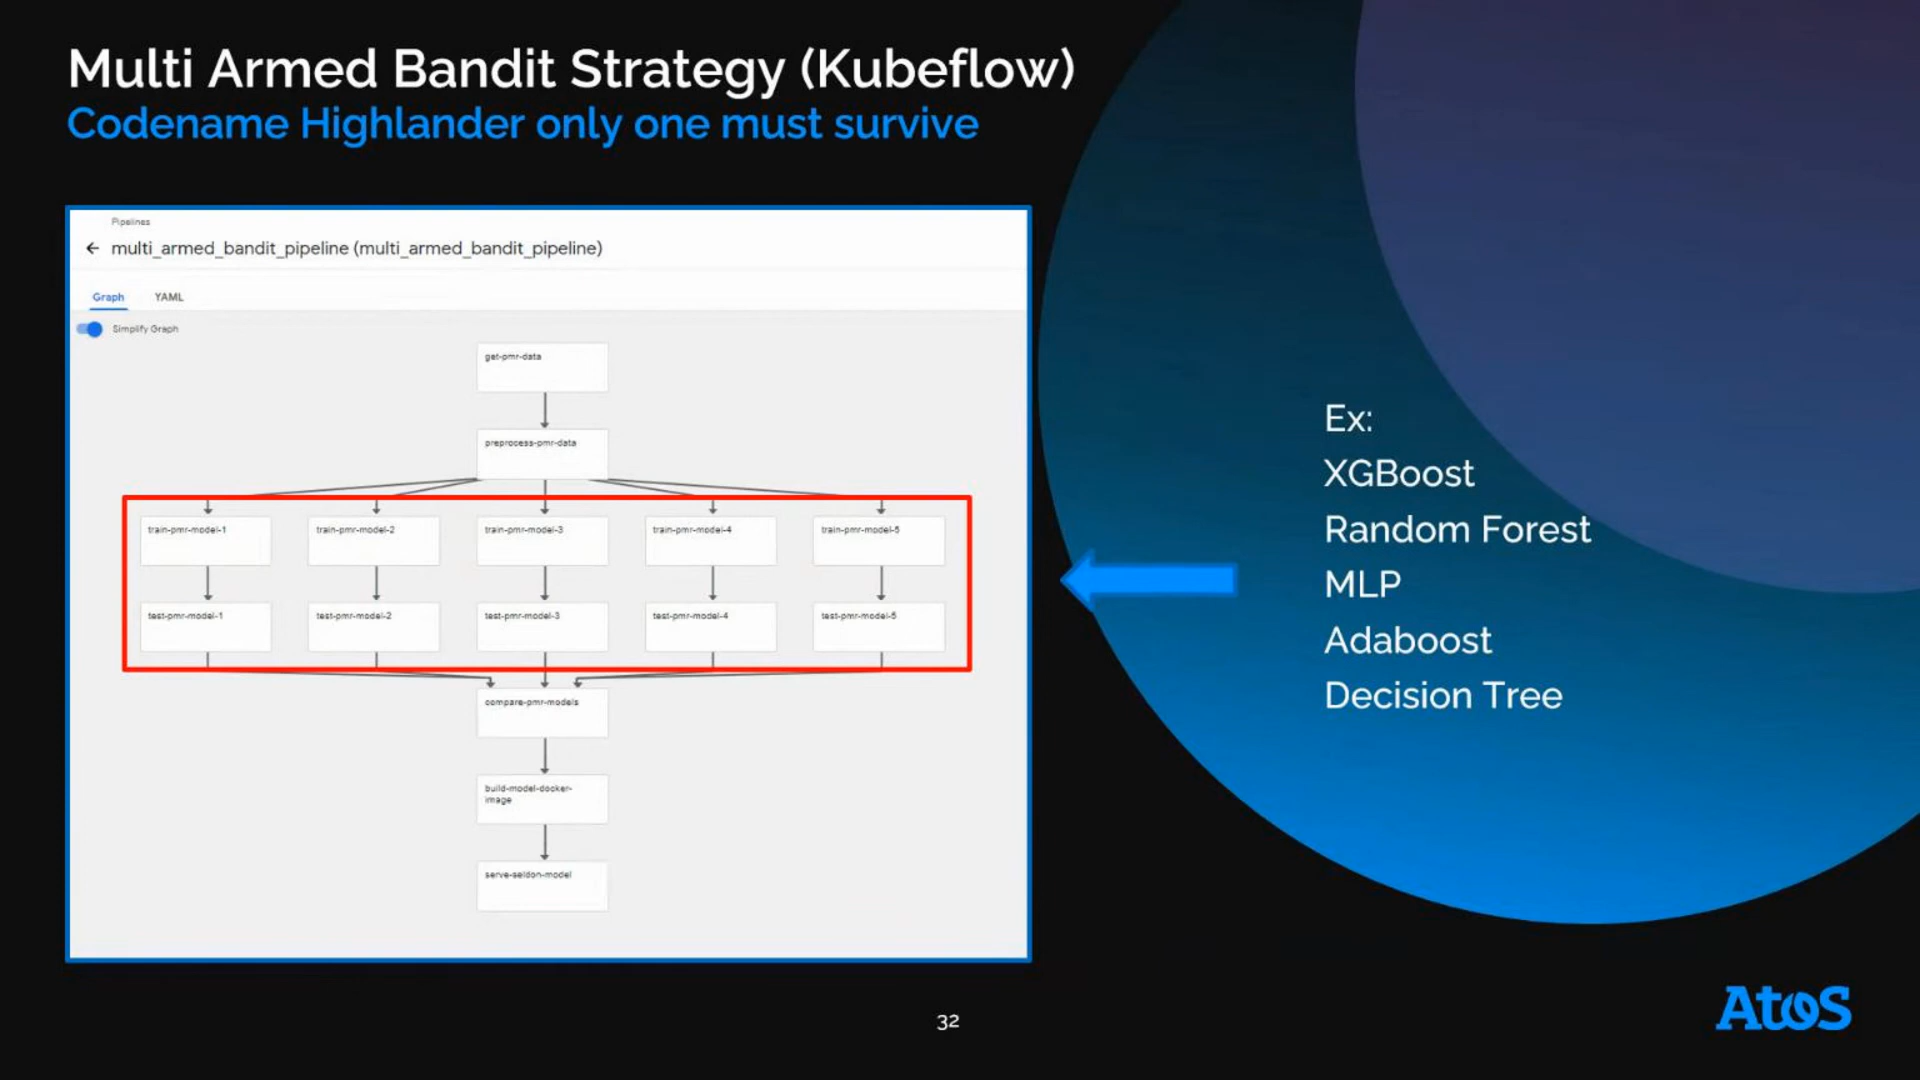 Multi Armed Bandit Strategy (Kubeflow)
Codename Highlander only one must survive
Pipelines
← multi_armed_bandit_pipeline (multi_armed_bandit_pipeline)
Graph YAML
Simplify Graph
get-pmr-data
preprocess-pmr-data
train-pmr-model-1 train-pmr-model-2 train-pmr-model-3 train-pmr-model-4 train-pmr-model-5
test-pmr-model-1 test-pmr-model-2 test-pmr-model-3 test-pmr-model-4 test-pmr-model-5
compare-pmr-models
build-model-docker-
image
serve-seldon-model
Ex:
XGBoost
Random Forest
MLP
Adaboost
Decision Tree
32
Atos